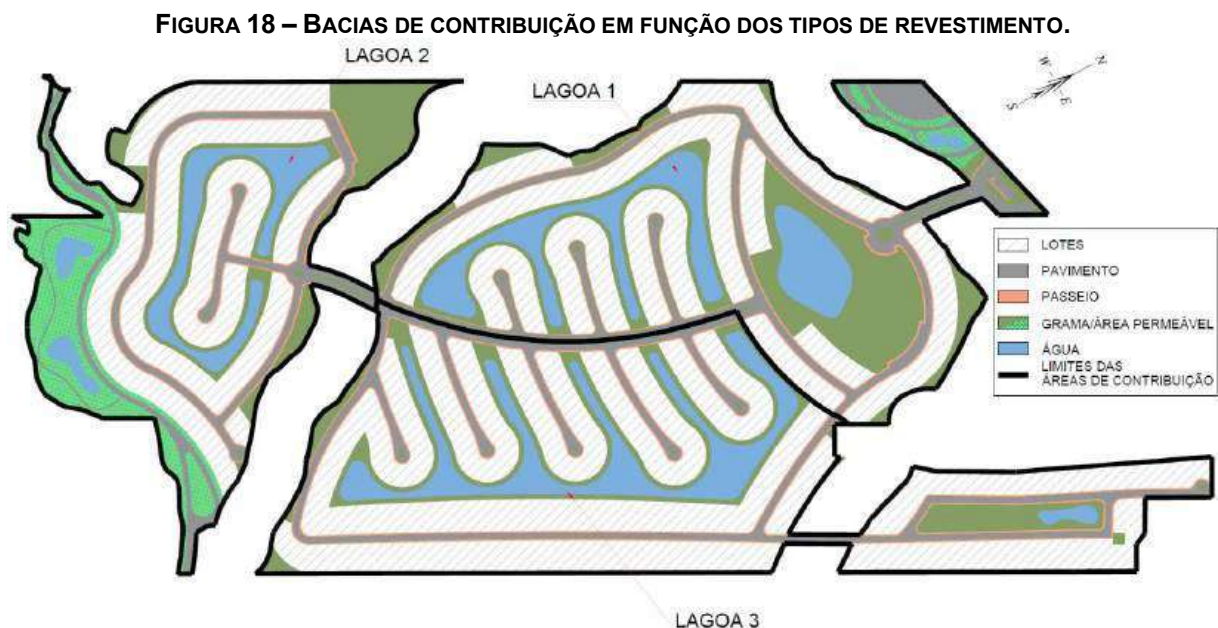 FIGURA 18 – BACIAS DE CONTRIBUIÇÃO EM FUNÇÃO DOS TIPOS DE REVESTIMENTO.
LAGOA 2
LAGOA 1
N
W
E
S
LOTES
PAVIMENTO
PASSEIO
GRAMA/ÁREA PERMEÁVEL
ÁGUA
LIMITES DAS
ÁREAS DE CONTRIBUIÇÃO
LAGOA 3